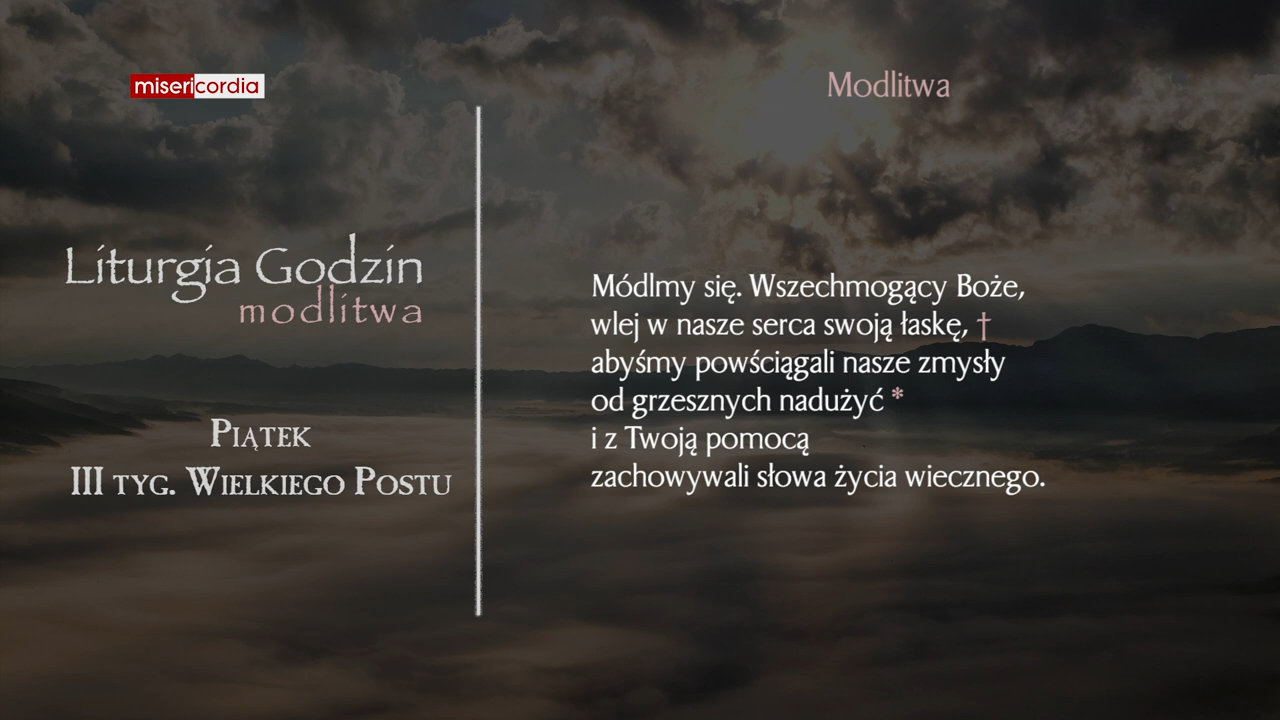 misericordia
Liturgia Godzin
modlitwa
Piątek
III tyg. Wielkiego Postu
Modlitwa
Módlmy się. Wszechmogący Boże,
wlej w nasze serca swoją łaskę, †
abyśmy powściągali nasze zmysły
od grzesznych nadużyć *
i z Twoją pomocą
zachowywali słowa życia wiecznego.